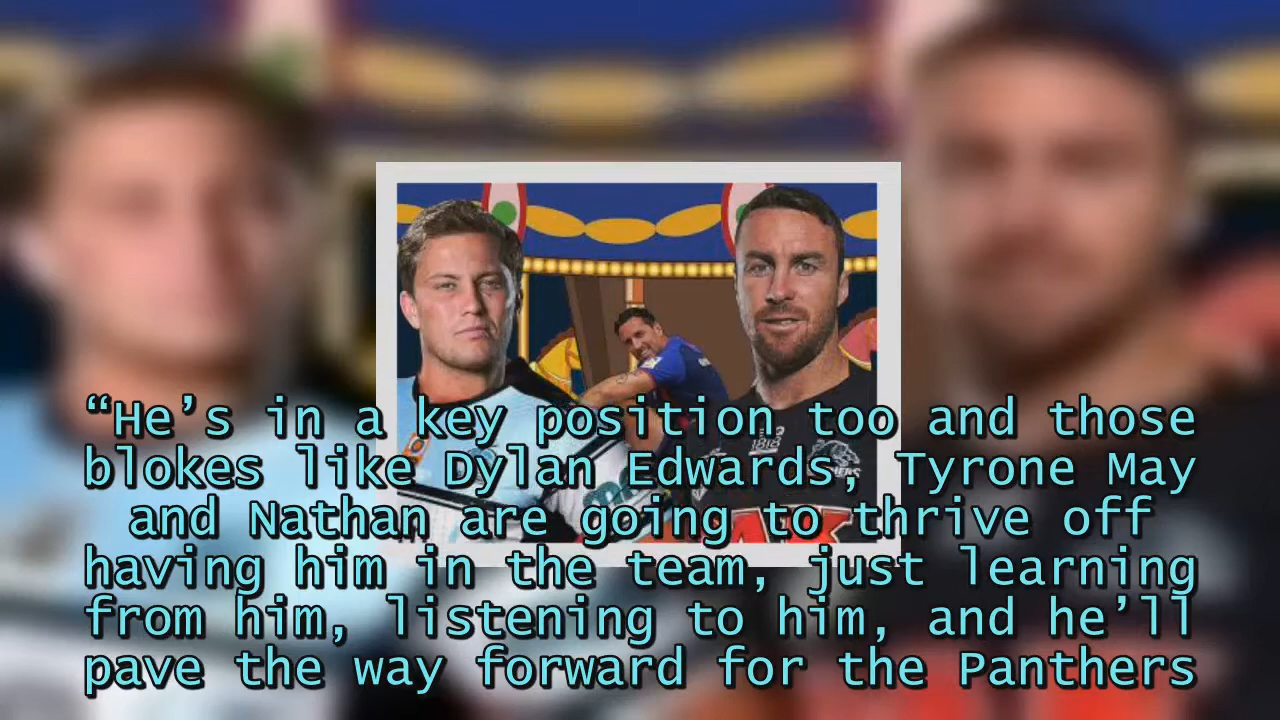 “He’s in a key position too and those
blokes like Dylan Edwards, Tyrone May
and Nathan are going to thrive off
having him in the team, just learning
from him, listening to him, and he’ll
pave the way forward for the Panthers